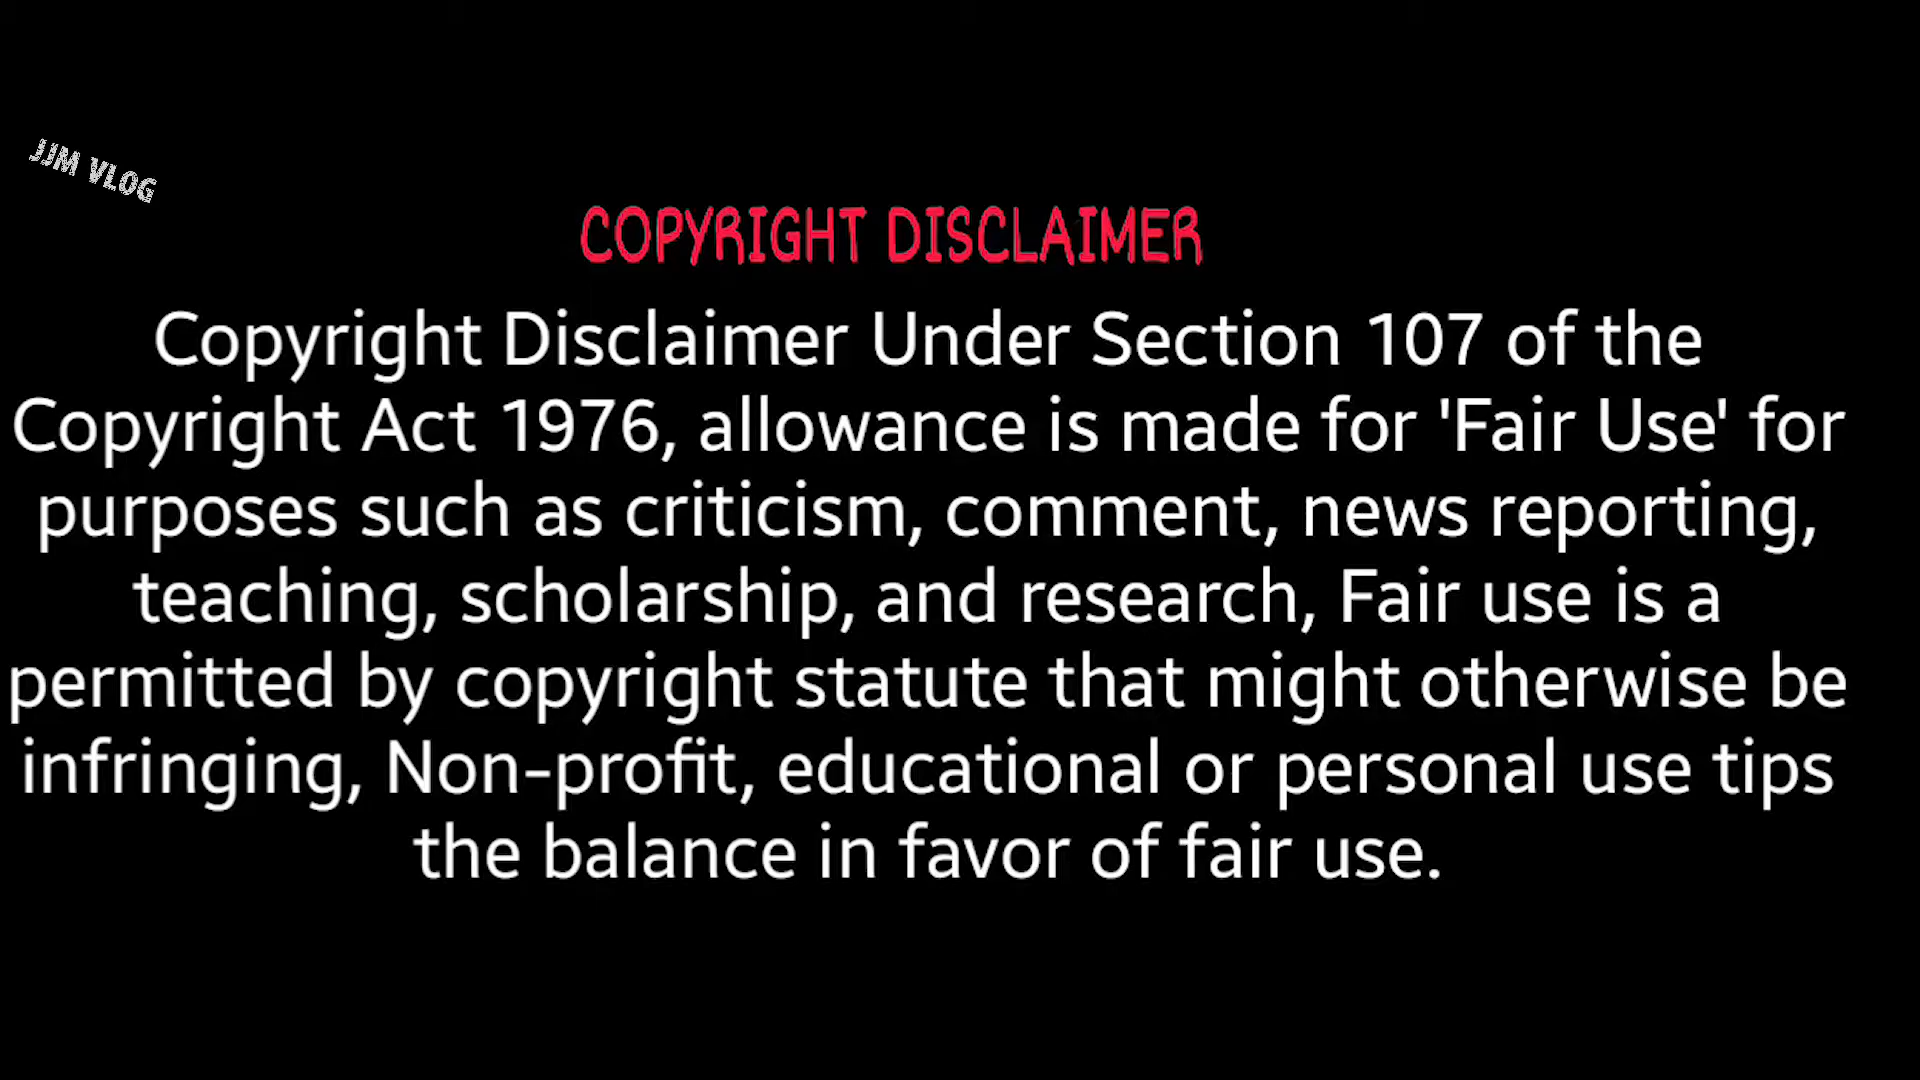 JJM VLOG
COPYRIGHT DISCLAIMER
Copyright Disclaimer Under Section 107 of the
Copyright Act 1976, allowance is made for 'Fair Use' for
purposes such as criticism, comment, news reporting,
teaching, scholarship, and research, Fair use is a
permitted by copyright statute that might otherwise be
infringing, Non-profit, educational or personal use tips
the balance in favor of fair use.